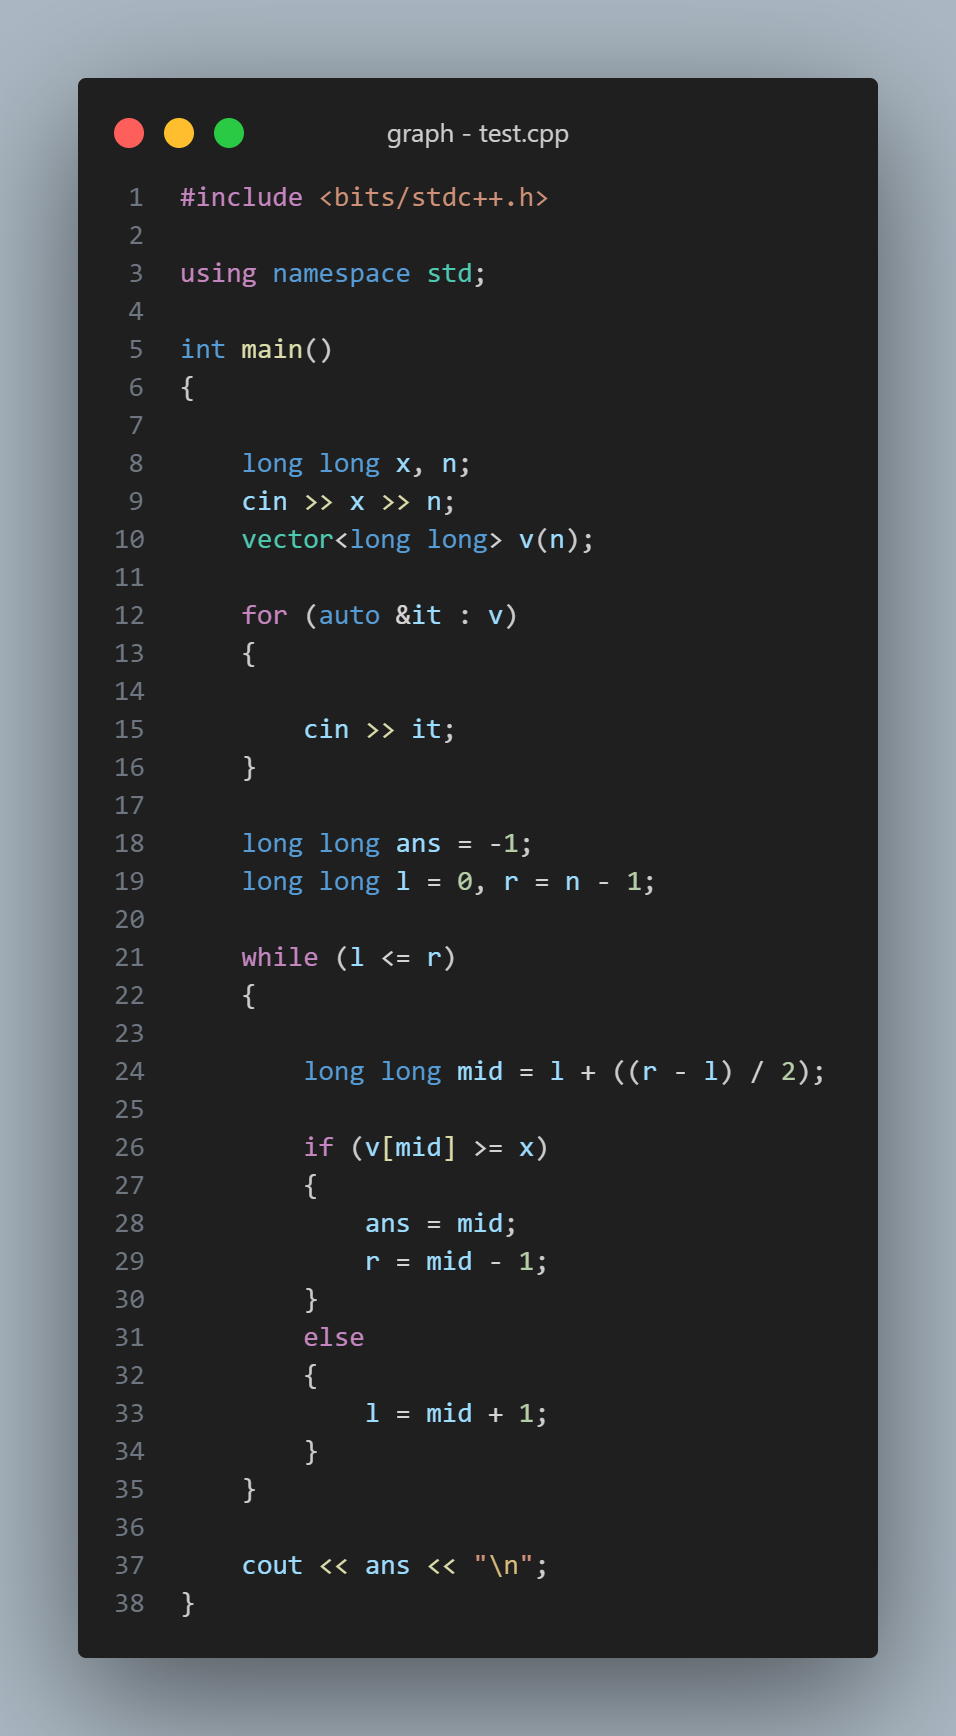 graph - test.cpp
1 #include <bits/stdc++.h>
2
3 using namespace std;
4
5 int main()
6 {
7
8     long long x, n;
9     cin >> x >> n;
10     vector<long long> v(n);
11
12     for (auto &it : v)
13     {
14
15         cin >> it;
16     }
17
18     long long ans = -1;
19     long long l = 0, r = n - 1;
20
21     while (l <= r)
22     {
23
24         long long mid = l + ((r - l) / 2);
25
26         if (v[mid] >= x)
27         {
28             ans = mid;
29             r = mid - 1;
30         }
31         else
32         {
33             l = mid + 1;
34         }
35     }
36
37     cout << ans << "\n";
38 }